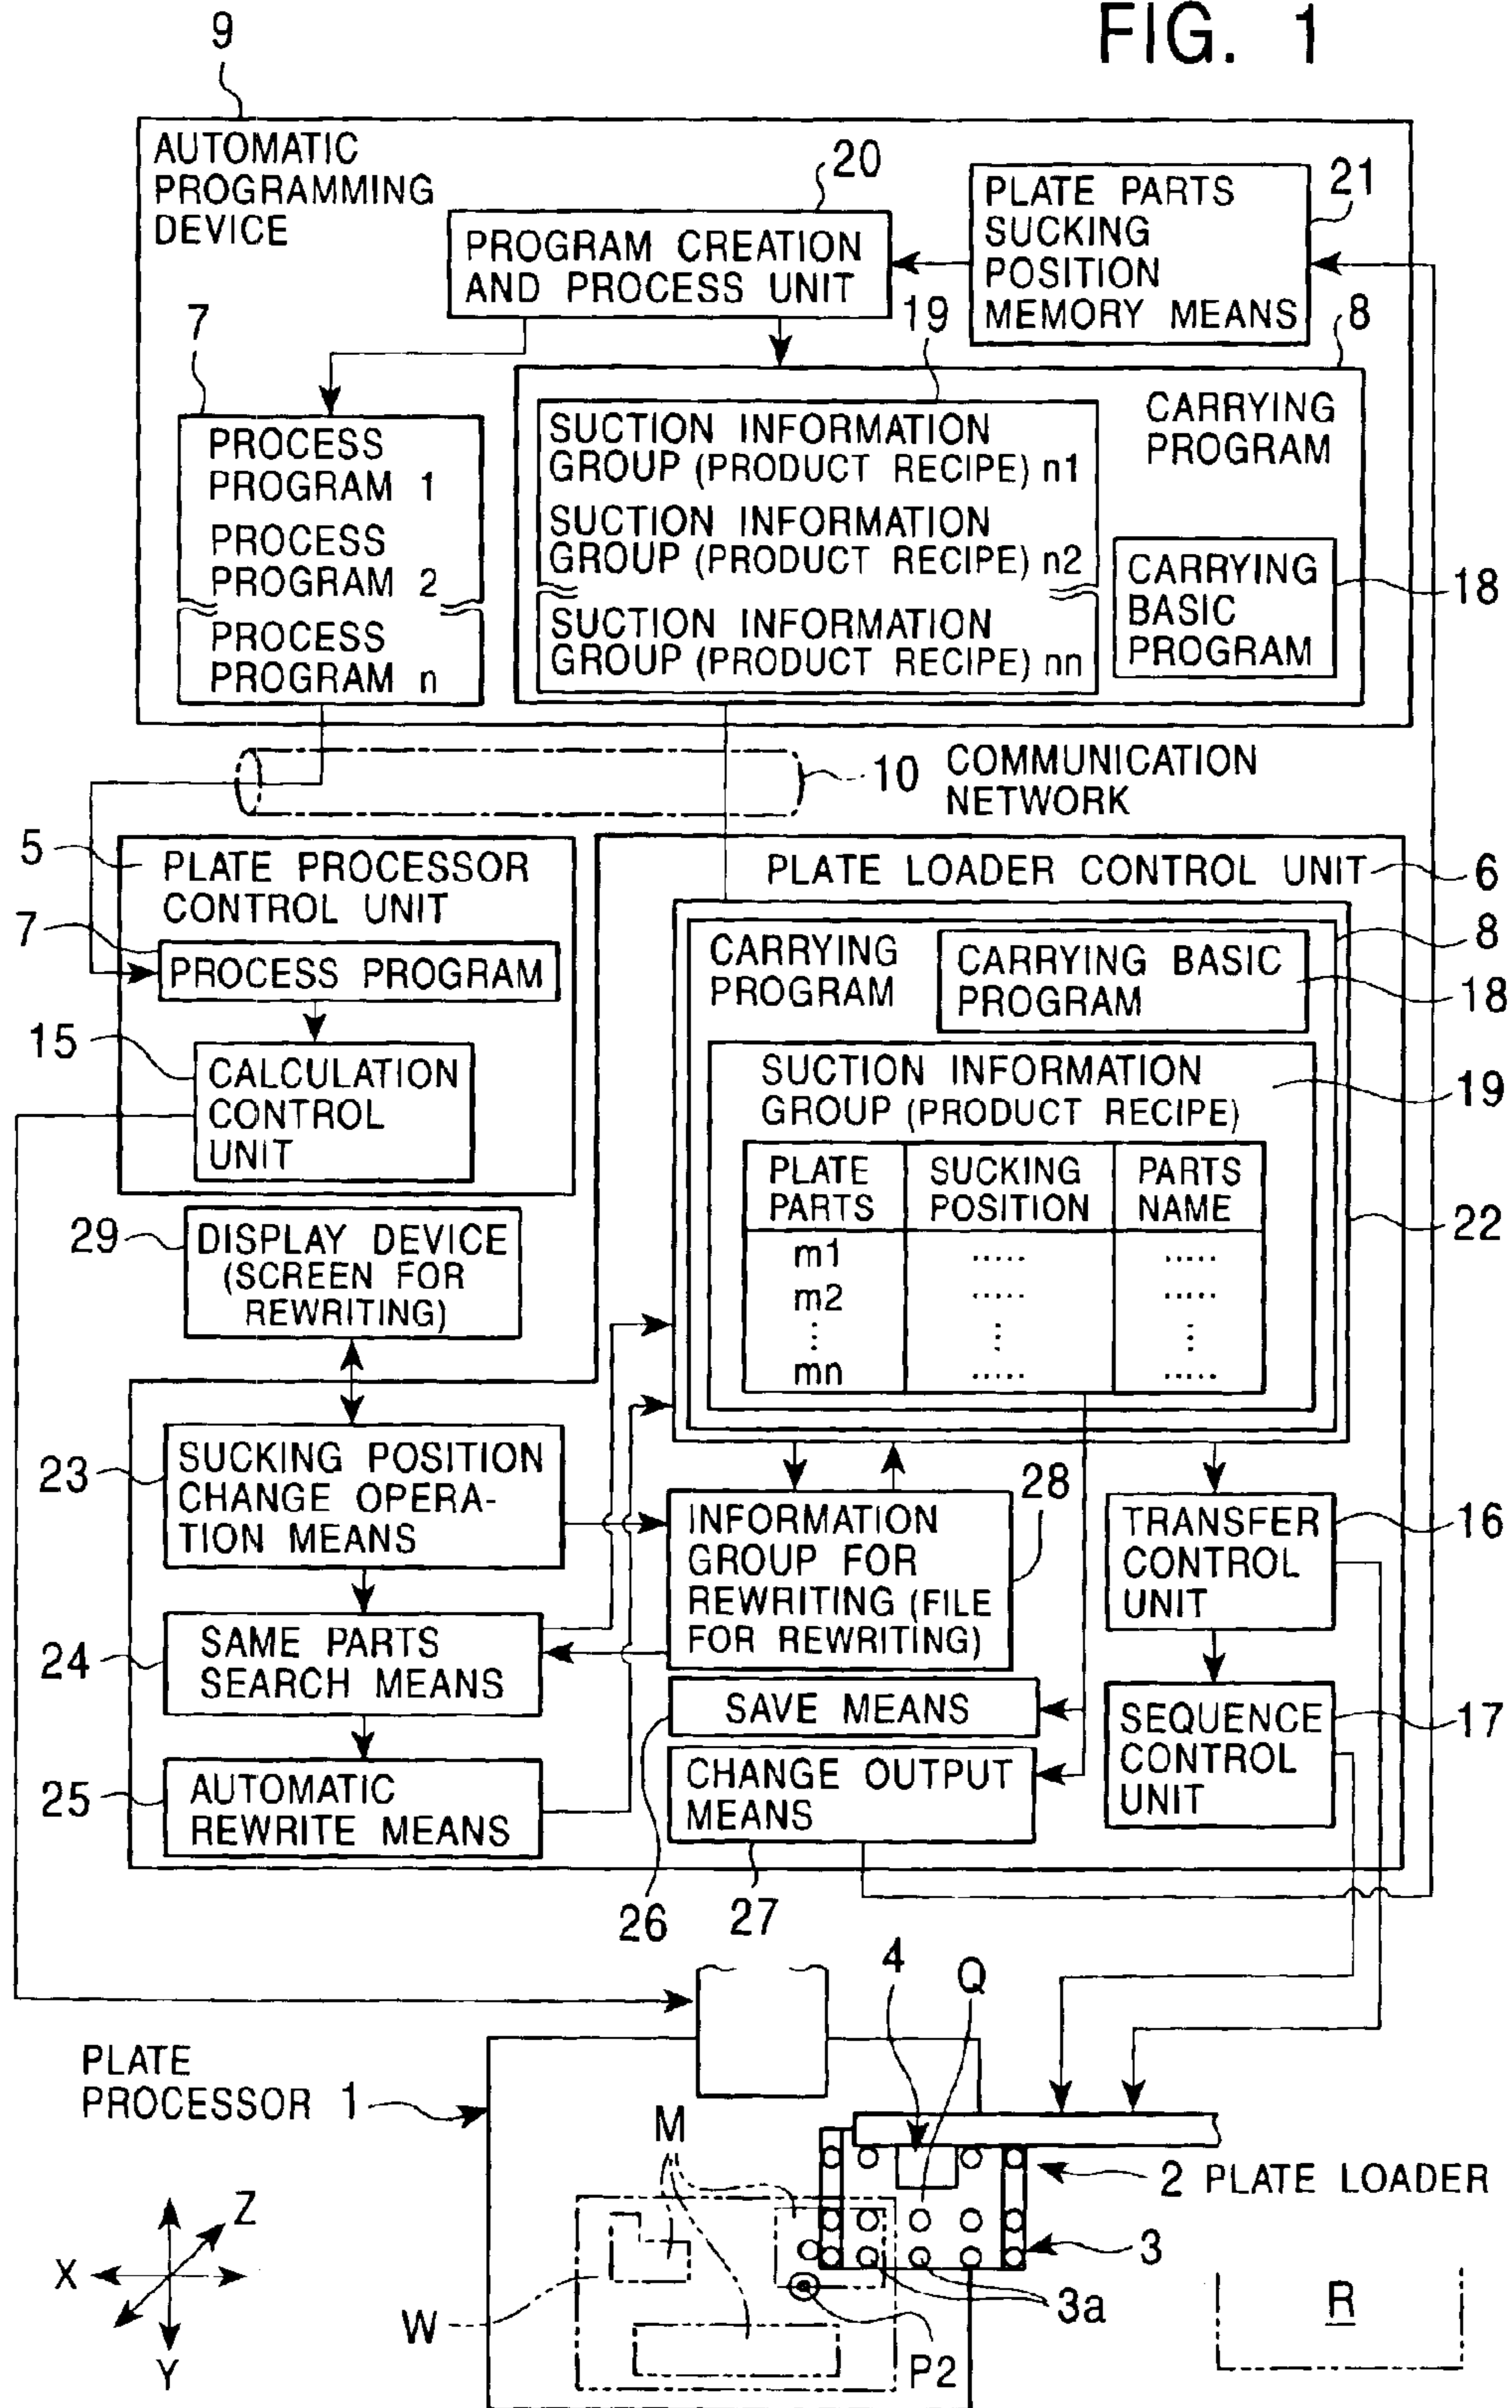 FIG. 1
9
AUTOMATIC
PROGRAMMING
DEVICE
20
PROGRAM CREATION
AND PROCESS UNIT
PLATE PARTS
SUCKING
POSITION
MEMORY MEANS
21
7
PROCESS
PROGRAM 1
PROCESS
PROGRAM 2
PROCESS
PROGRAM n
19
8
SUCTION INFORMATION
GROUP (PRODUCT RECIPE) n1
SUCTION INFORMATION
GROUP (PRODUCT RECIPE) n2
SUCTION INFORMATION
GROUP (PRODUCT RECIPE) nn
CARRYING
PROGRAM
CARRYING
BASIC
PROGRAM
18
10 COMMUNICATION
NETWORK
5
PLATE PROCESSOR
CONTROL UNIT
7
PROCESS PROGRAM
15
CALCULATION
CONTROL
UNIT
PLATE LOADER CONTROL UNIT
6
8
CARRYING
PROGRAM
CARRYING BASIC
PROGRAM
18
SUCTION INFORMATION
GROUP (PRODUCT RECIPE)
19
PLATE
PARTS
SUCKING
POSITION
PARTS
NAME
m1 ..... .....
m2 ..... .....
⋮ ⋮ ⋮
mn ..... .....
22
29
DISPLAY DEVICE
(SCREEN FOR
REWRITING)
23
SUCKING POSITION
CHANGE OPERA-
TION MEANS
24
SAME PARTS
SEARCH MEANS
25
AUTOMATIC
REWRITE MEANS
28
INFORMATION
GROUP FOR
REWRITING (FILE
FOR REWRITING)
SAVE MEANS
26
CHANGE OUTPUT
MEANS
27
TRANSFER
CONTROL
UNIT
16
SEQUENCE
CONTROL
UNIT
17
4
Q
PLATE
PROCESSOR 1
M
2 PLATE LOADER
3
3a
P2
W
R
X
Z
Y